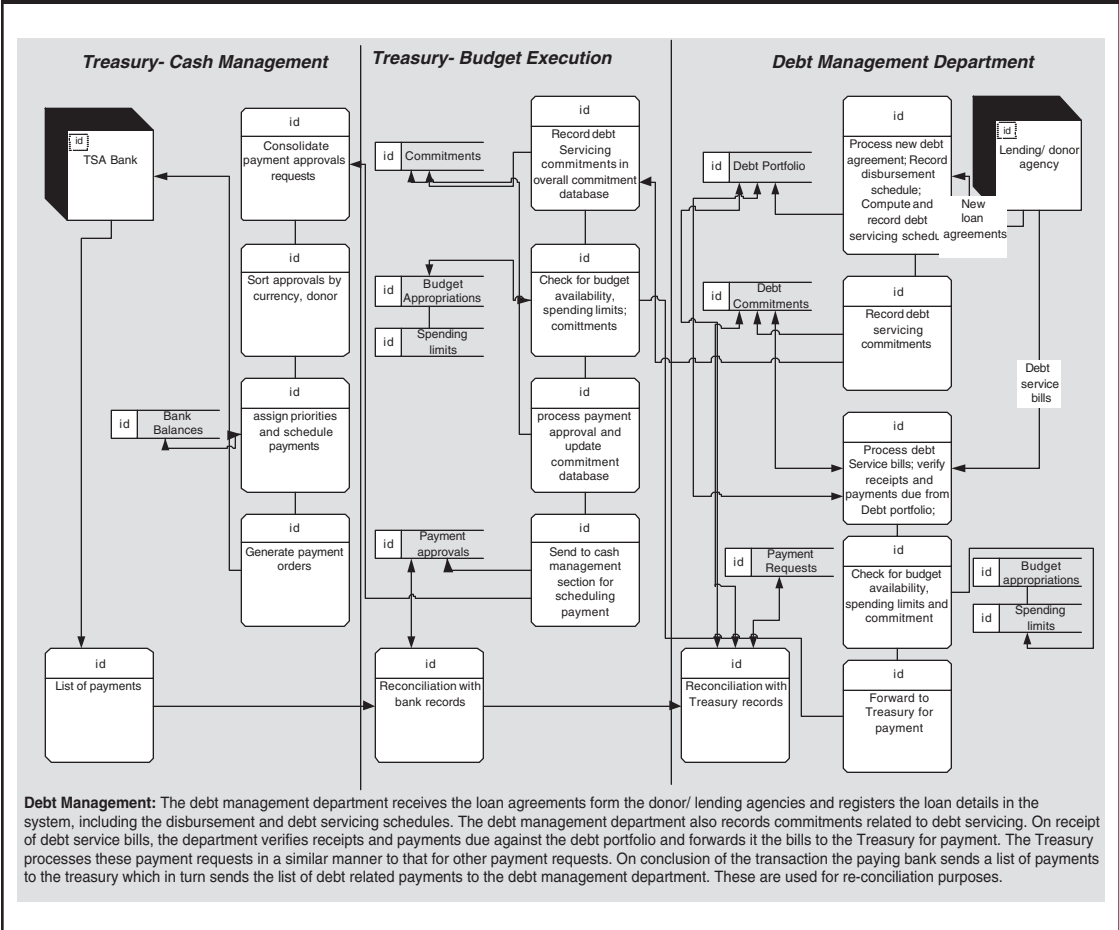 Treasury- Cash Management
Treasury- Budget Execution
Debt Management Department
id
TSA Bank
id
Consolidate
payment approvals
requests
id
Sort approvals by
currency, donor
id
Bank
Balances
id
assign priorities
and schedule
payments
id
Generate payment
orders
id
List of payments
id
Commitments
id
Record debt
Servicing
commitments in
overall commitment
database
id
Budget
Appropriations
id
Spending
limits
id
Check for budget
availability,
spending limits;
comittments
id
process payment
approval and
update
commitment
database
id
Payment
approvals
id
Send to cash
management
section for
scheduling
payment
id
Reconciliation with
bank records
id
Debt Portfolio
id
Process new debt
agreement; Record
disbursement
schedule;
Compute and
record debt
servicing schedu
id
Lending/ donor
agency
New
loan
agreements
id
Debt
Commitments
id
Record debt
servicing
commitments
Debt
service
bills
id
Process debt
Service bills; verify
receipts and
payments due from
Debt portfolio;
id
Payment
Requests
id
Check for budget
availability,
spending limits and
commitment
id
Budget
appropriations
id
Spending
limits
id
Reconciliation with
Treasury records
id
Forward to
Treasury for
payment
Debt Management: The debt management department receives the loan agreements form the donor/ lending agencies and registers the loan details in the
system, including the disbursement and debt servicing schedules. The debt management department also records commitments related to debt servicing. On receipt
of debt service bills, the department verifies receipts and payments due against the debt portfolio and forwards it the bills to the Treasury for payment. The Treasury
processes these payment requests in a similar manner to that for other payment requests. On conclusion of the transaction the paying bank sends a list of payments
to the treasury which in turn sends the list of debt related payments to the debt management department. These are used for re-conciliation purposes.